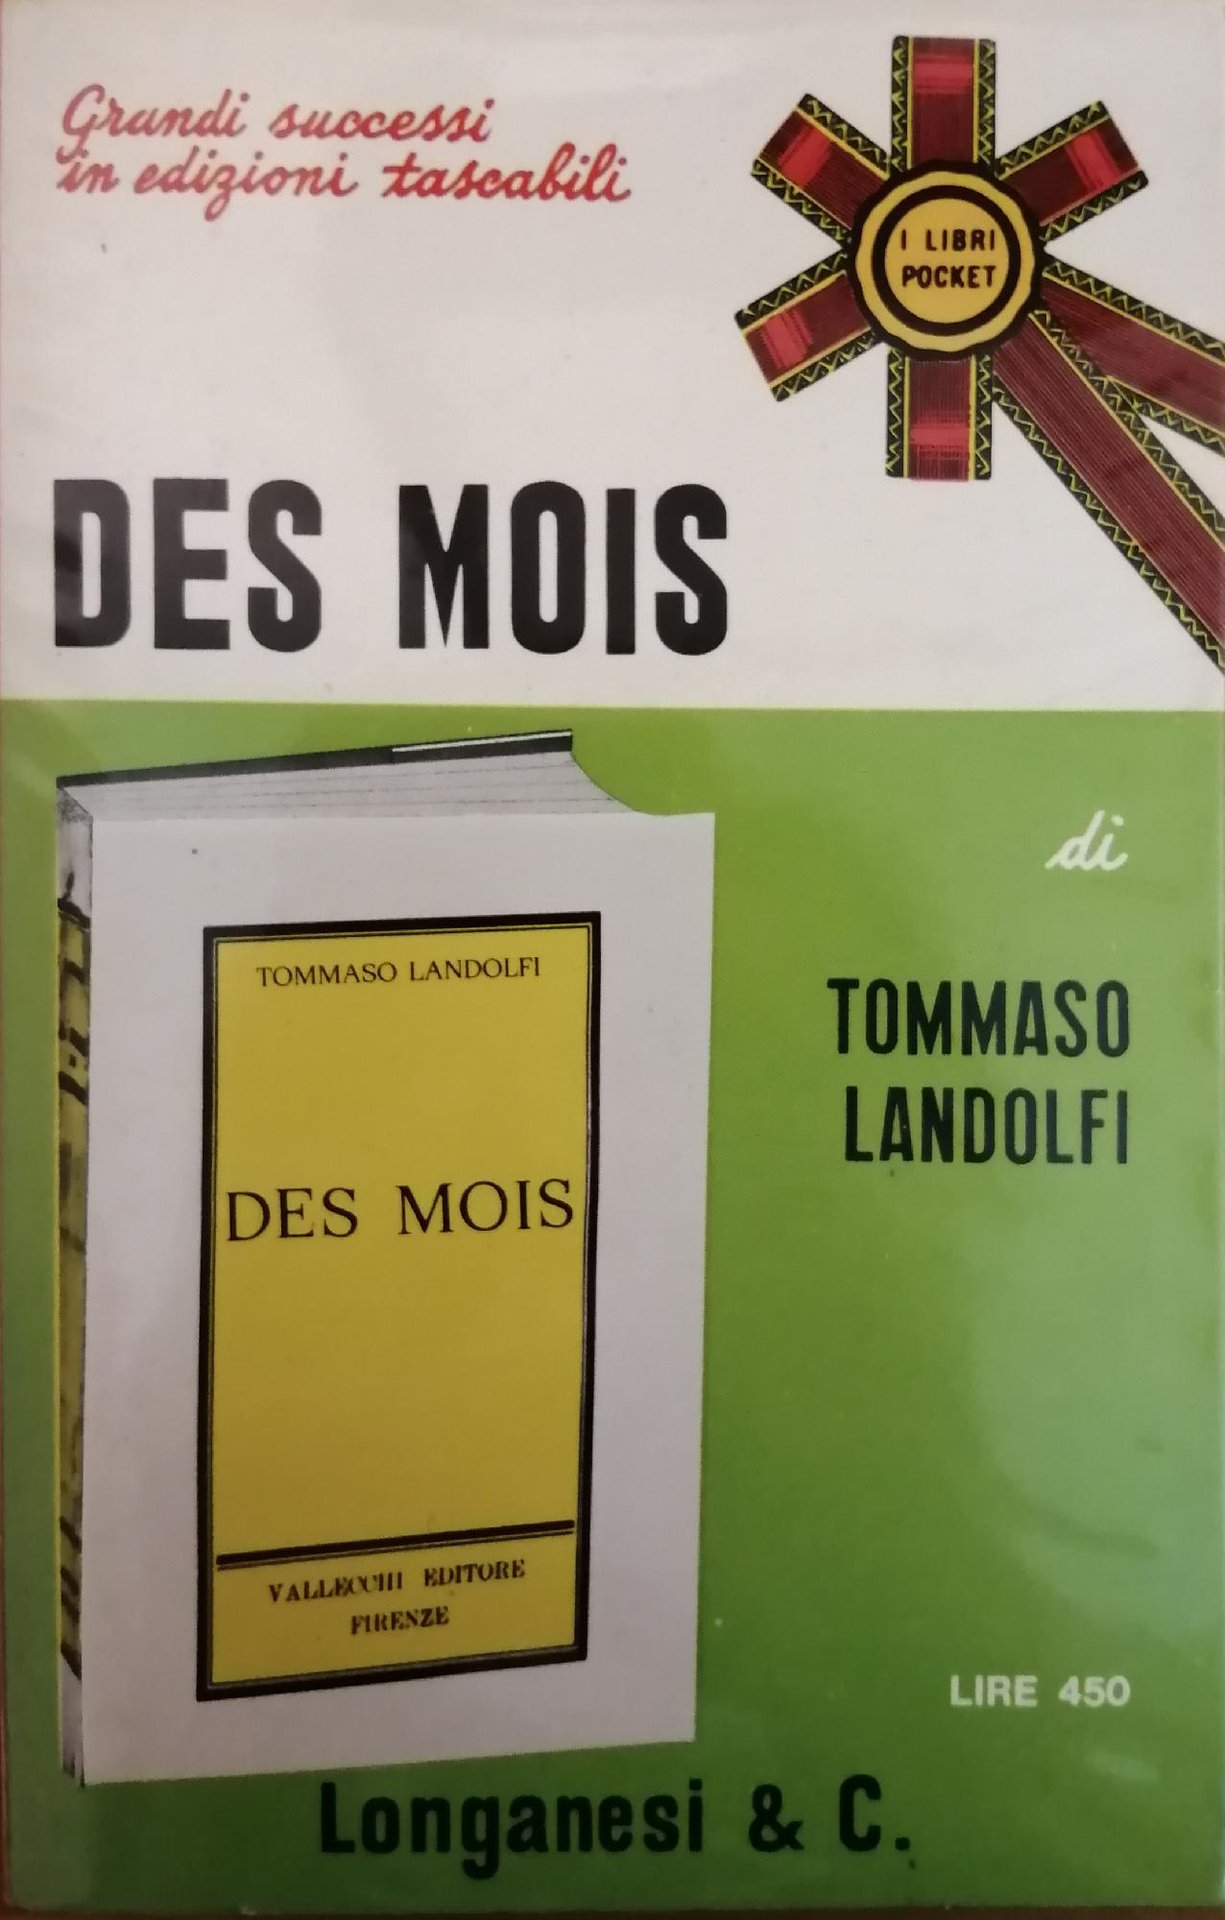 Grandi successi
in edizioni tascabili
I LIBRI
POCKET
DES MOIS
di
TOMMASO
LANDOLFI
TOMMASO LANDOLFI
DES MOIS
VALLECCHI EDITORE
FIRENZE
LIRE 450
Longanesi & C.